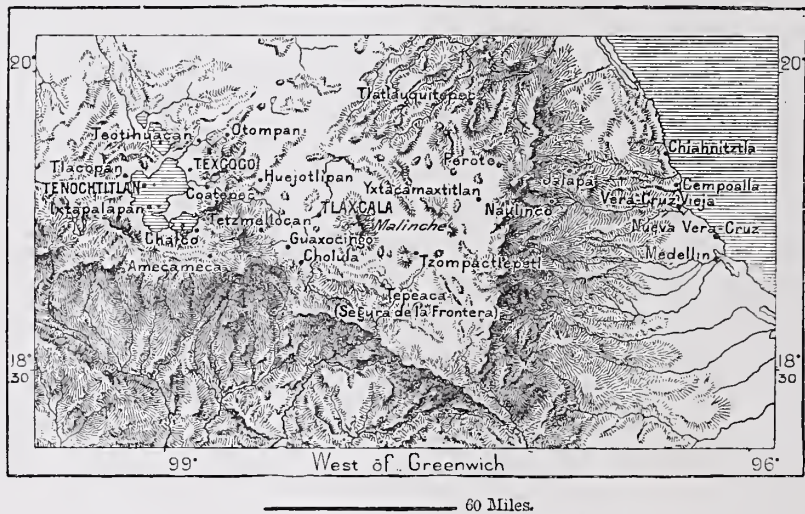 20°
20°
Tlatlauquitepec
Otompan
Teotihuacan
Chiahnitztla
Tlacopan
TEXCOCO
Perote
Huejotlipan
Jalapa
Cempoalla
TENOCHTITLAN
Coatepec
Yxtacamaxtitlan
Vera-Cruz Vieja
Ixtapalapan
Tetzmellocan
TLAXCALA
Naulinco
Malinche
Nueva Vera-Cruz
Chalco
Guaxocingo
Medellin
Amecameca
Cholula
Tzompactlepetl
Tepeaca
(Segura de la Frontera)
18°
30
18°
30
99°
West of Greenwich
96°
60 Miles.